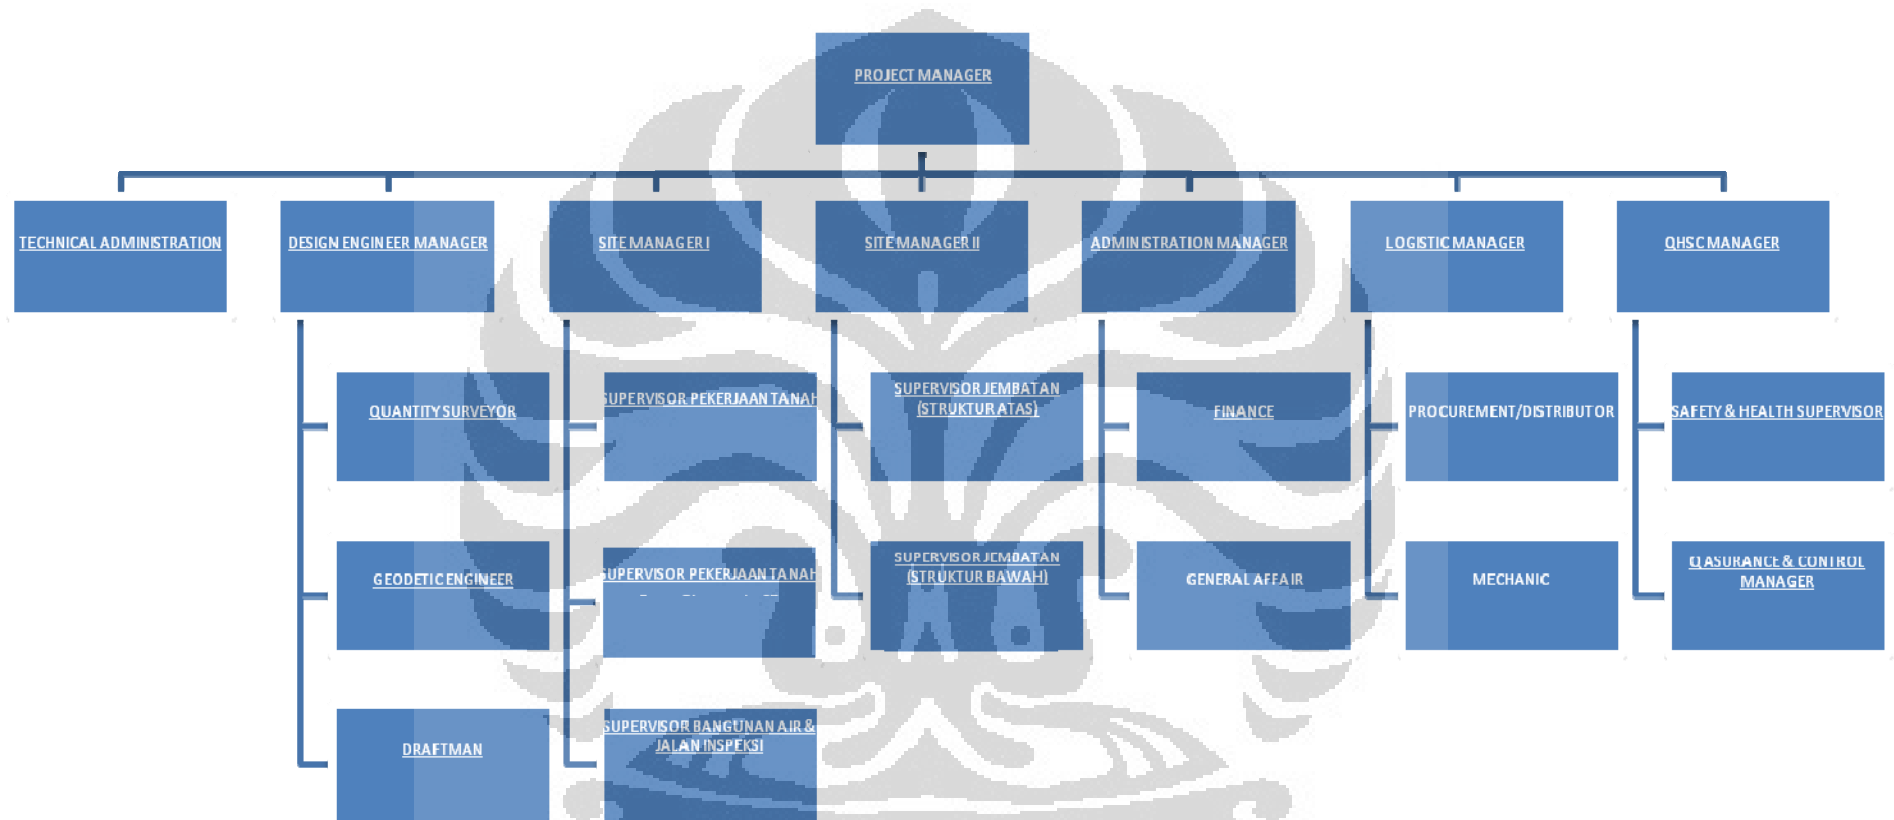 PROJECT MANAGER
TECHNICAL ADMINISTRATION
DESIGN ENGINEER MANAGER
SITE MANAGER I
SITE MANAGER II
ADMINISTRATION MANAGER
LOGISTIC MANAGER
QHSC MANAGER
QUANTITY SURVEYOR
SUPERVISOR PEKERJAAN TANAH
SUPERVISOR JEMBATAN
(STRUKTUR ATAS)
FINANCE
PROCUREMENT/DISTRIBUTOR
SAFETY & HEALTH SUPERVISOR
GEODETIC ENGINEER
SUPERVISOR PEKERJAAN TANAH
SUPERVISOR JEMBATAN
(STRUKTUR BAWAH)
GENERAL AFFAIR
MECHANIC
Q ASURANCE & CONTROL
MANAGER
DRAFTMAN
SUPERVISOR BANGUNAN AIR &
JALAN INSPEKSI